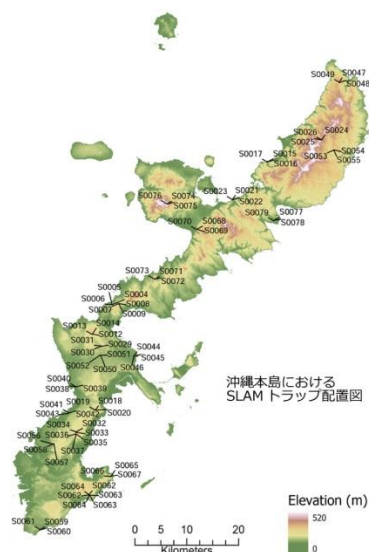 S0049
S0047
S0048
S0026
S0024
S0025
S0054
S0053
S0055
S0017
S0015
S0016
S0076
S0074
S0075
S0023
S0021
S0022
S0079
S0077
S0078
S0070
S0068
S0069
S0073
S0071
S0072
S0005
S0006
S0004
S0007
S0008
S0009
S0013
S0014
S0012
S0031
S0029
S0030
S0051
S0044
S0045
S0052
S0050
S0046
S0040
S0038
S0039
S0041
S0019
S0018
S0043
S0042
S0020
S0034
S0032
S0036
S0033
S0035
S0056
S0058
S0037
S0057
S0066
S0065
S0067
S0064
S0062
S0062
S0063
S0064
S0063
S0061
S0059
S0060
沖縄本島における
SLAM トラップ配置図
Elevation (m)
520
0
0 5 10 20
Kilometers